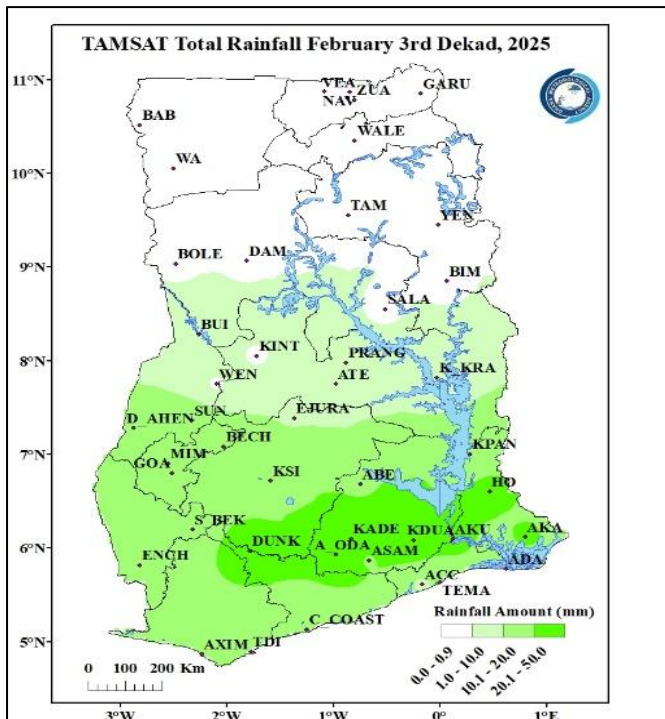 TAMSAT Total Rainfall February 3rd Dekad, 2025
11°N
10°N
9°N
8°N
7°N
6°N
5°N
VEA
ZUA
GARU
NAV
BAB
WALE
WA
TAM
YEN
BOLE
DAM
BIM
SALA
BUI
KINT
PRANG
WEN
ATE
K_KRA
SUN
EJURA
D_AHEN
BECH
KPAN
MIM
GOA
KSI
ABE
HO
S_BEK
KADE
KDUA
AKU
AKA
DUNK
A_ODA
ASAM
ENCH
ADA
ACC
TEMA
C_COAST
AXIM
TDI
Rainfall Amount (mm)
0.0 - 0.9
1.0 - 10.0
10.1 - 20.0
20.1 - 50.0
0 100 200 Km
3°W 2°W 1°W 0° 1°E